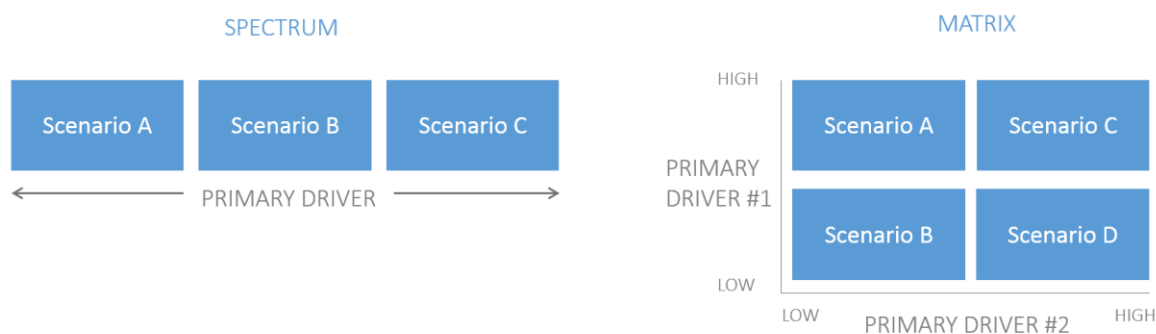 SPECTRUM
Scenario A
Scenario B
Scenario C
PRIMARY DRIVER
MATRIX
HIGH
PRIMARY
DRIVER #1
LOW
Scenario A
Scenario C
Scenario B
Scenario D
LOW
PRIMARY DRIVER #2
HIGH